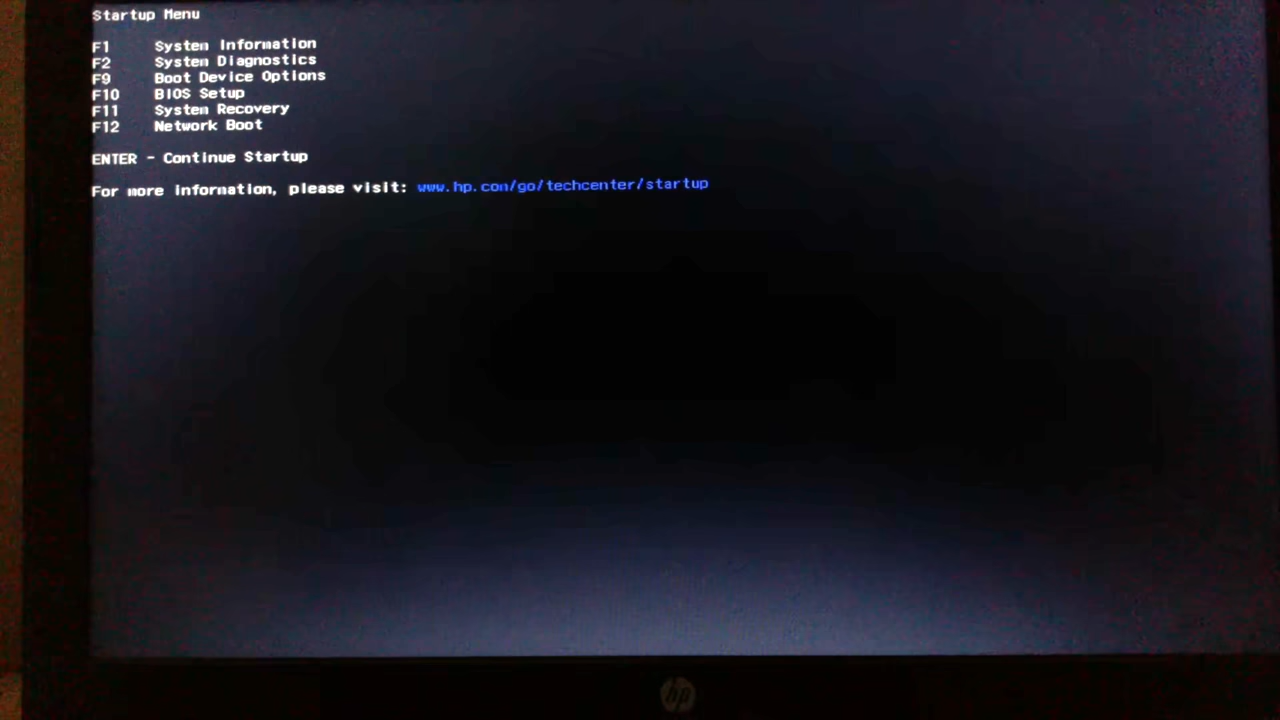 Startup Menu
F1 System Information
F2 System Diagnostics
F9 Boot Device Options
F10 BIOS Setup
F11 System Recovery
F12 Network Boot
ENTER - Continue Startup
For more information, please visit: www.hp.com/go/techcenter/startup
hp